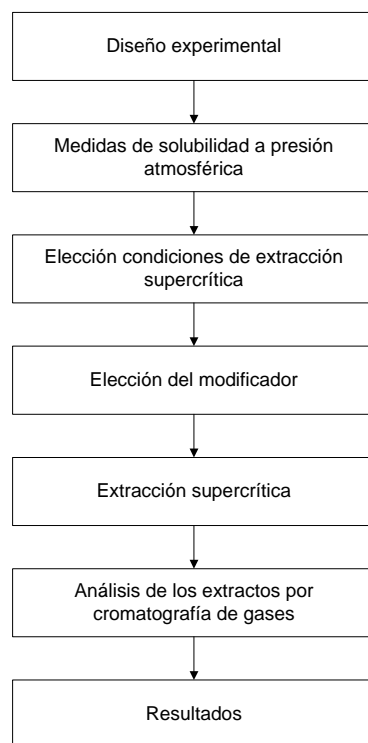 Diseño experimental
Medidas de solubilidad a presión
atmosférica
Elección condiciones de extracción
supercrítica
Elección del modificador
Extracción supercrítica
Análisis de los extractos por
cromatografía de gases
Resultados